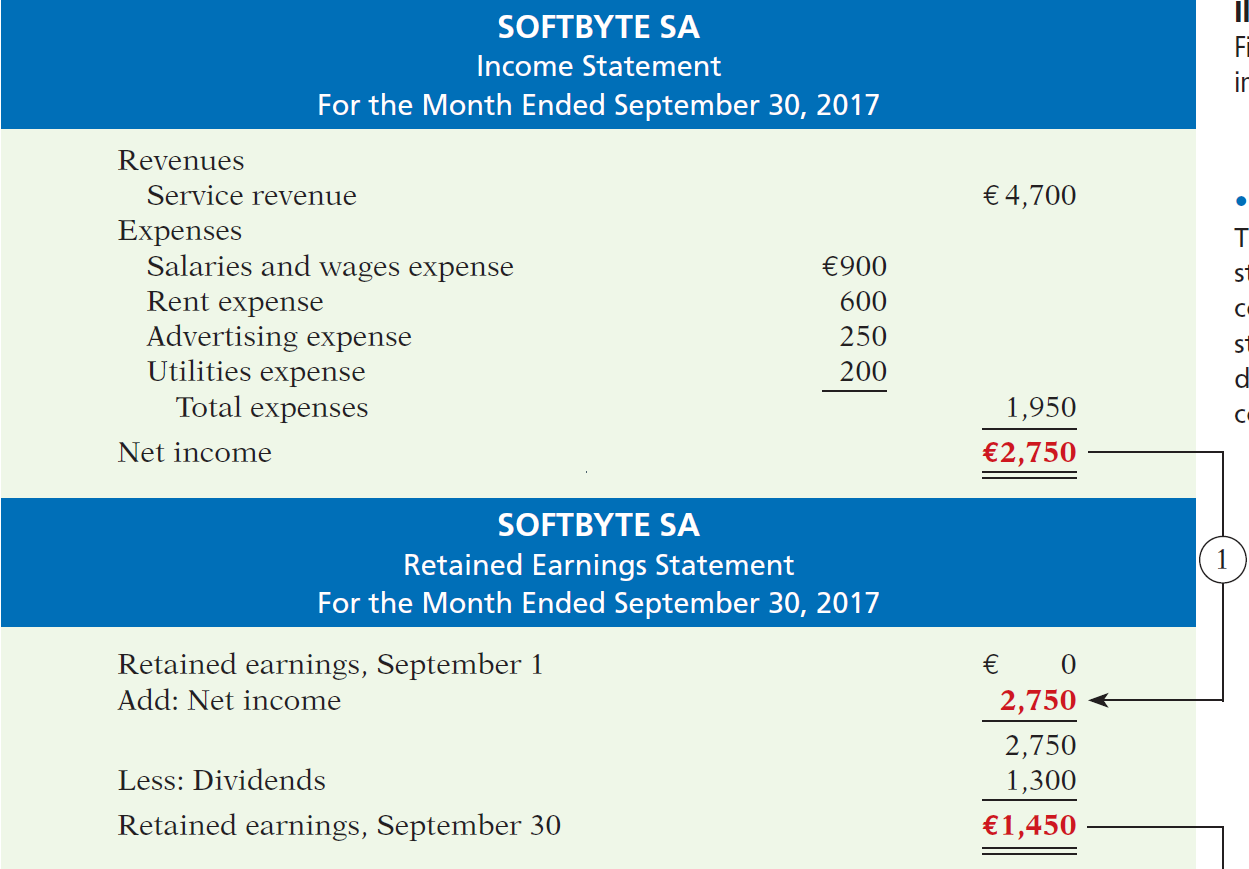 SOFTBYTE SA
Income Statement
For the Month Ended September 30, 2017
Revenues
Service revenue € 4,700
Expenses
Salaries and wages expense €900
Rent expense 600
Advertising expense 250
Utilities expense 200
Total expenses 1,950
Net income €2,750
SOFTBYTE SA
Retained Earnings Statement
For the Month Ended September 30, 2017
1
Retained earnings, September 1 € 0
Add: Net income 2,750
2,750
Less: Dividends 1,300
Retained earnings, September 30 €1,450